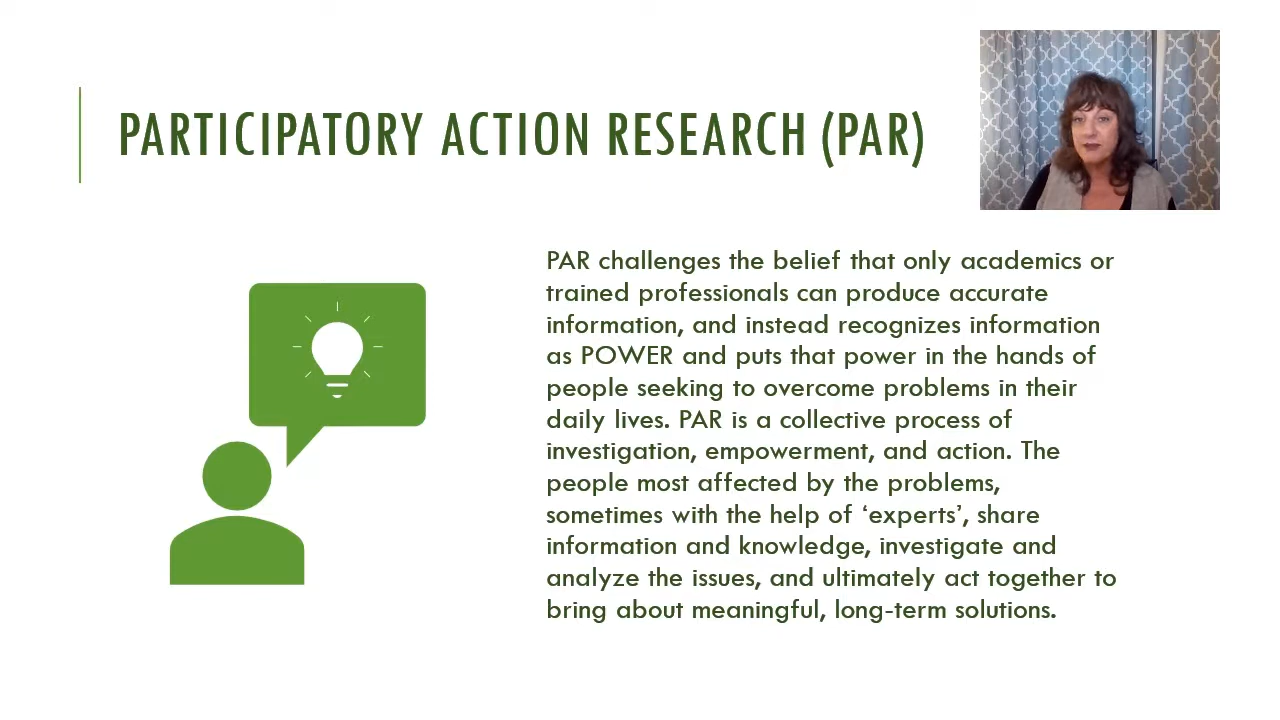 PARTICIPATORY ACTION RESEARCH (PAR)
PAR challenges the belief that only academics or
trained professionals can produce accurate
information, and instead recognizes information
as POWER and puts that power in the hands of
people seeking to overcome problems in their
daily lives. PAR is a collective process of
investigation, empowerment, and action. The
people most affected by the problems,
sometimes with the help of ‘experts’, share
information and knowledge, investigate and
analyze the issues, and ultimately act together to
bring about meaningful, long-term solutions.